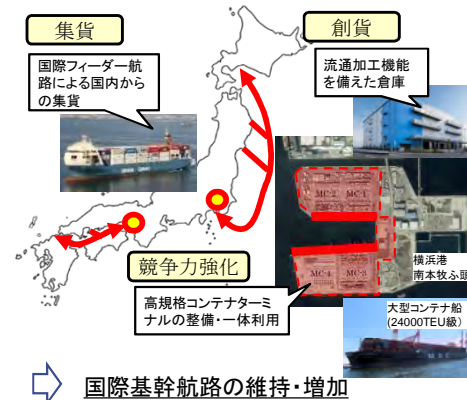 集貨
国際フィーダー航
路による国内から
の集貨
創貨
流通加工機能
を備えた倉庫
MC-2
MC-1
MC-4
MC-3
横浜港
南本牧ふ頭
競争力強化
高規格コンテナターミ
ナルの整備・一体利用
大型コンテナ船
(24000TEU級)
国際基幹航路の維持・増加